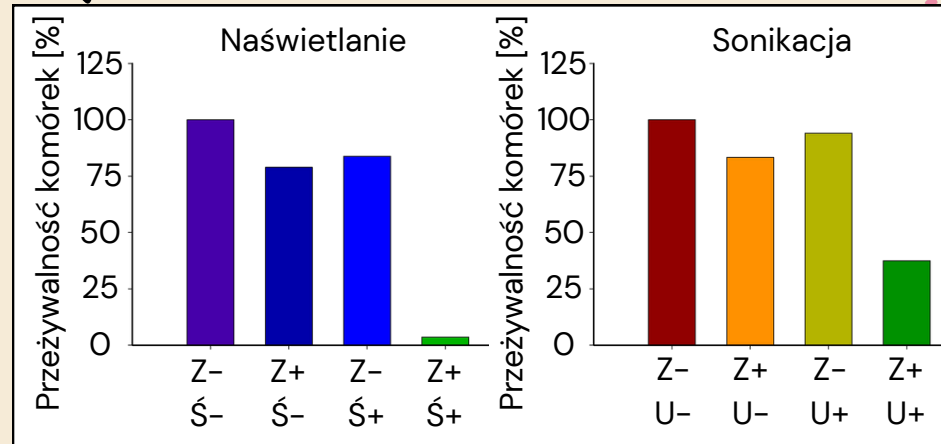 Przeżywalność komórek [%]
Naświetlanie
125
100
75
50
25
0
Z− Z+ Z− Z+
Ś− Ś− Ś+ Ś+
Przeżywalność komórek [%]
Sonikacja
125
100
75
50
25
0
Z− Z+ Z− Z+
U− U− U+ U+